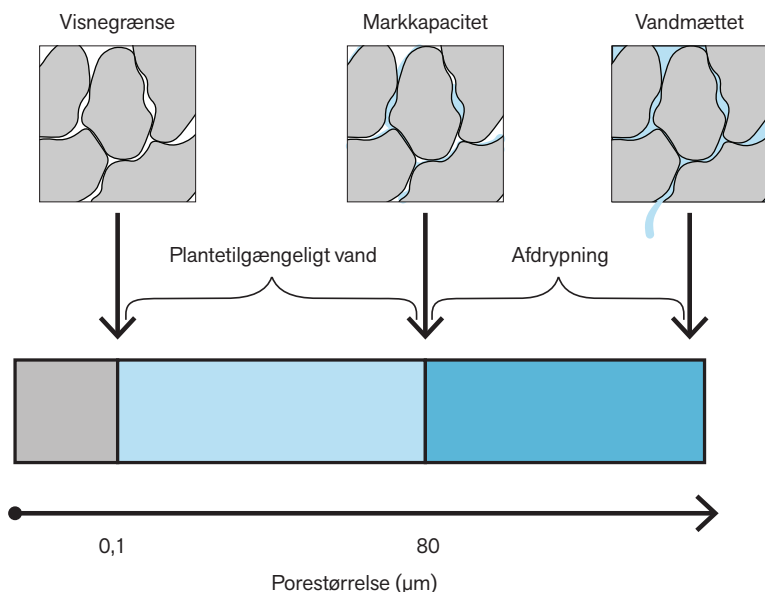 Visnegrænse
Markkapacitet
Vandmættet
Plantetilgængeligt vand
Afdrypning
0,1
80
Porestørrelse (µm)